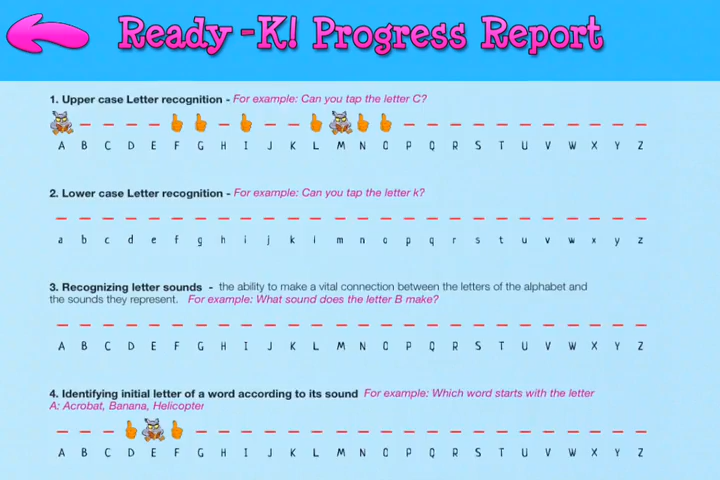 Ready -K! Progress Report
1. Upper case Letter recognition - For example: Can you tap the letter C?
A B C D E F G H I J K L M N O P Q R S T U V W X Y Z
2. Lower case Letter recognition - For example: Can you tap the letter k?
a b c d e f g h i j k l m n o p q r s t u v w x y z
3. Recognizing letter sounds - the ability to make a vital connection between the letters of the alphabet and
the sounds they represent. For example: What sound does the letter B make?
A B C D E F G H I J K L M N O P Q R S T U V W X Y Z
4. Identifying initial letter of a word according to its sound For example: Which word starts with the letter
A: Acrobat, Banana, Helicopter
A B C D E F G H I J K L M N O P Q R S T U V W X Y Z